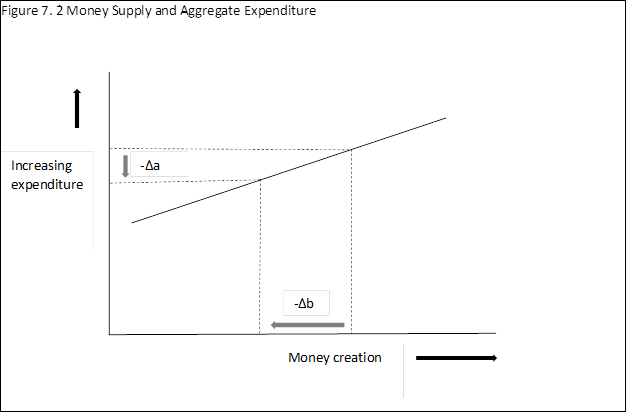 Figure 7. 2 Money Supply and Aggregate Expenditure
Increasing
expenditure
-Δa
-Δb
Money creation